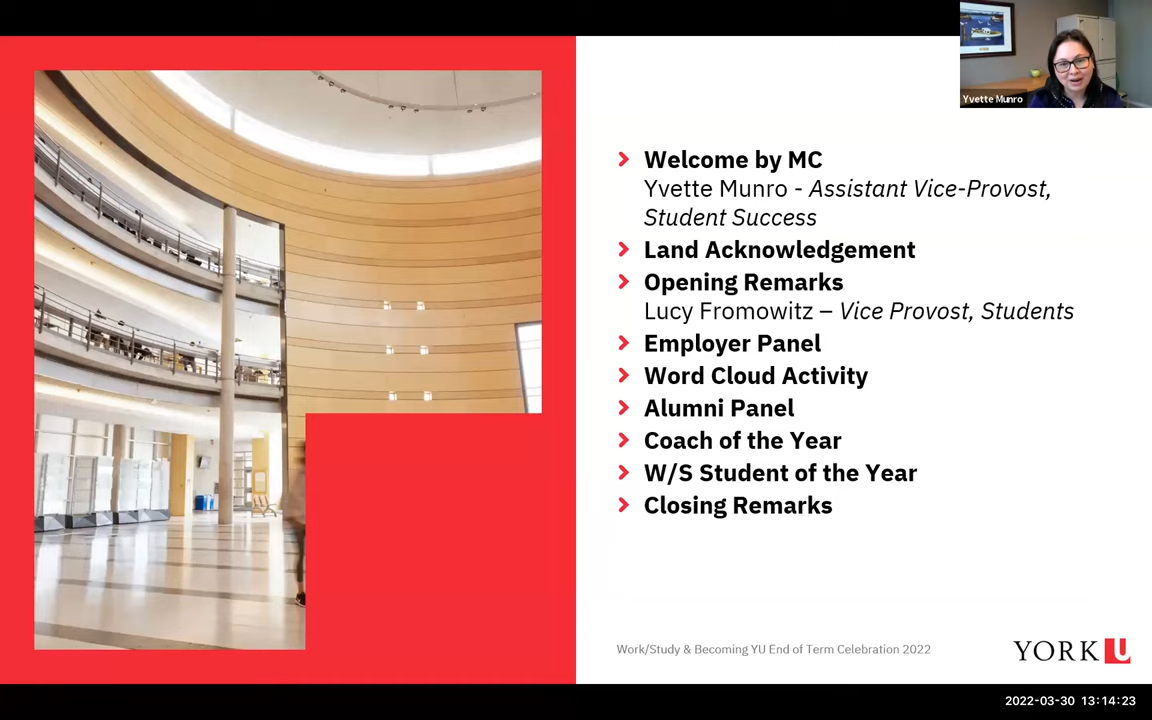 Yvette Munro
Welcome by MC
Yvette Munro - Assistant Vice-Provost,
Student Success
Land Acknowledgement
Opening Remarks
Lucy Fromowitz – Vice Provost, Students
Employer Panel
Word Cloud Activity
Alumni Panel
Coach of the Year
W/S Student of the Year
Closing Remarks
Work/Study & Becoming YU End of Term Celebration 2022
YORK U
2022-03-30 13:14:23